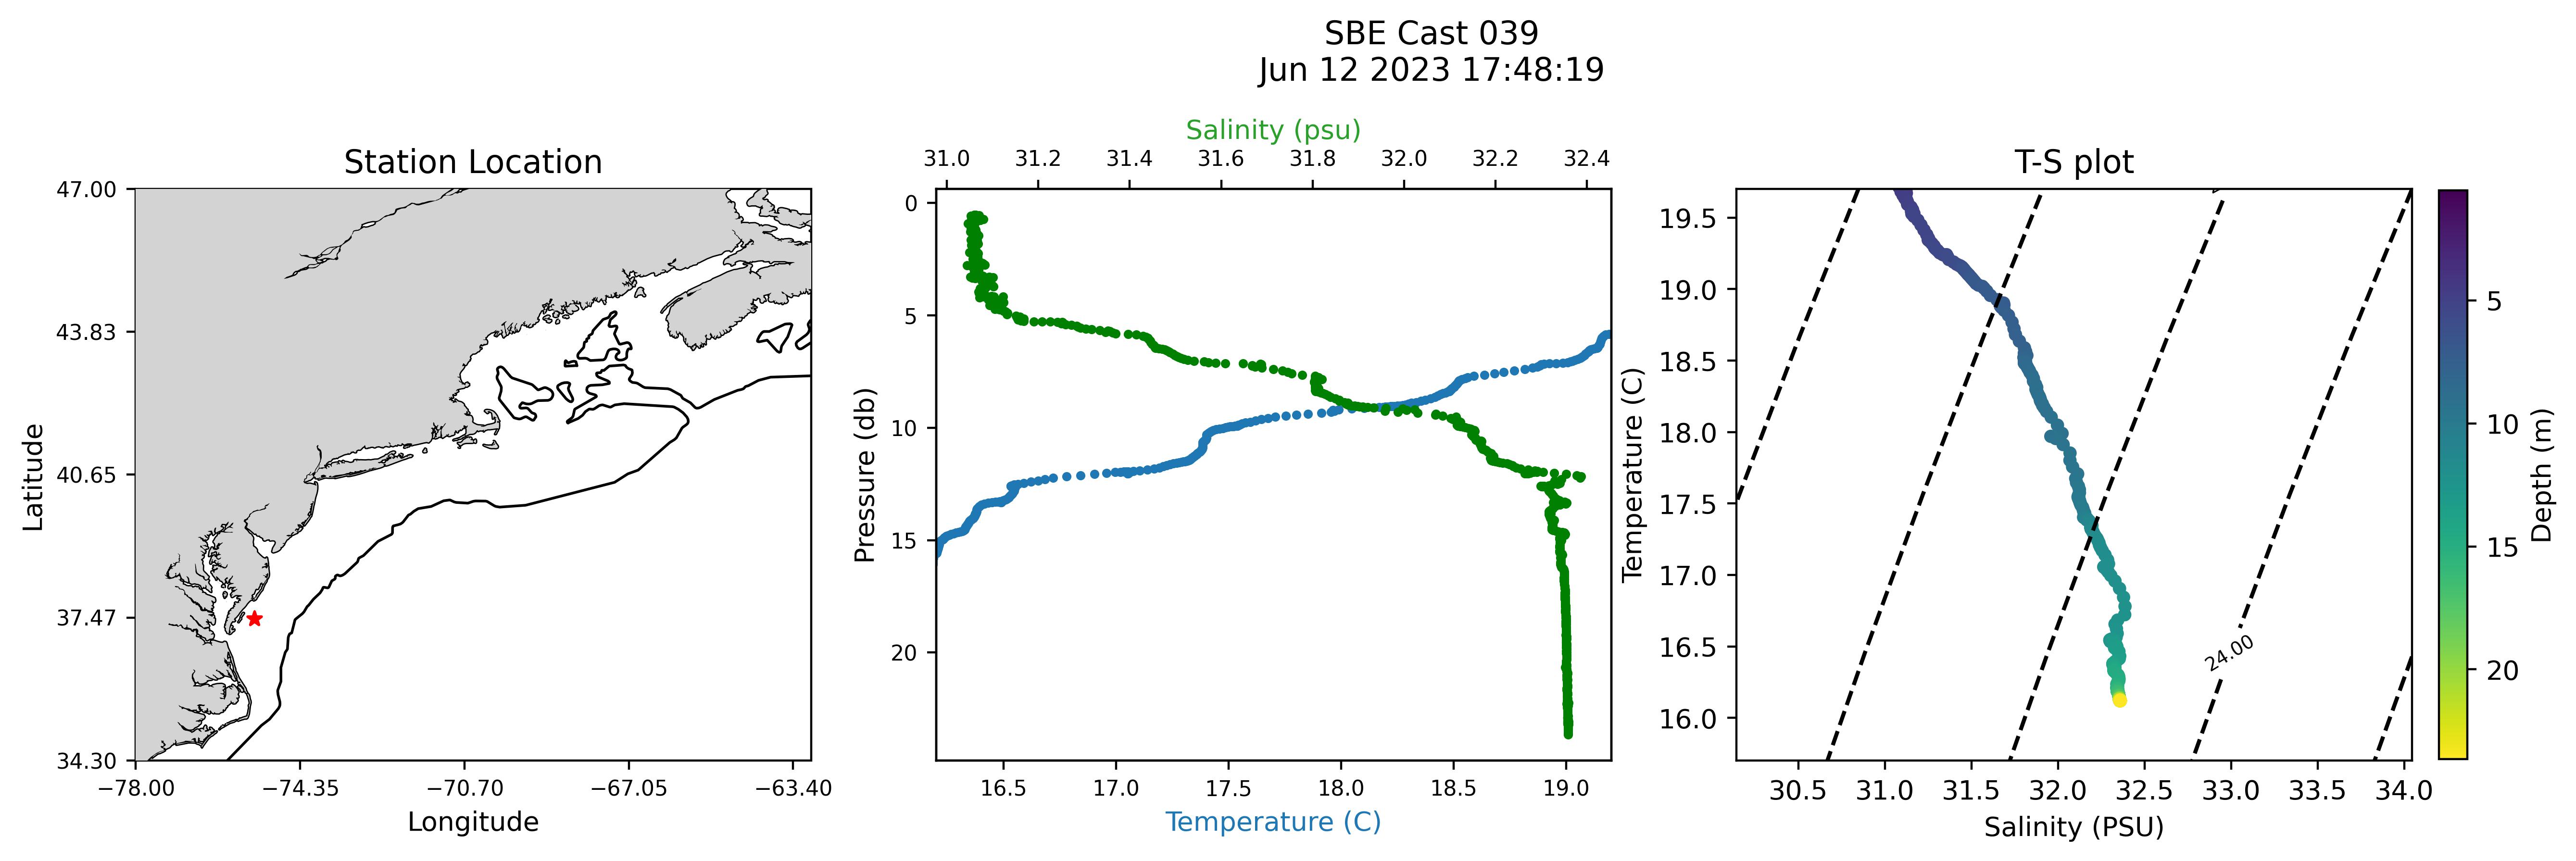 SBE Cast 039
Jun 12 2023 17:48:19
Station Location
47.00
43.83
40.65
37.47
34.30
Latitude
−78.00 −74.35 −70.70 −67.05 −63.40
Longitude
Salinity (psu)
31.0 31.2 31.4 31.6 31.8 32.0 32.2 32.4
0
5
10
15
20
Pressure (db)
16.5 17.0 17.5 18.0 18.5 19.0
Temperature (C)
T-S plot
19.5
19.0
18.5
18.0
17.5
17.0
16.5
16.0
Temperature (C)
24.00
30.5 31.0 31.5 32.0 32.5 33.0 33.5 34.0
Salinity (PSU)
5
10
15
20
Depth (m)